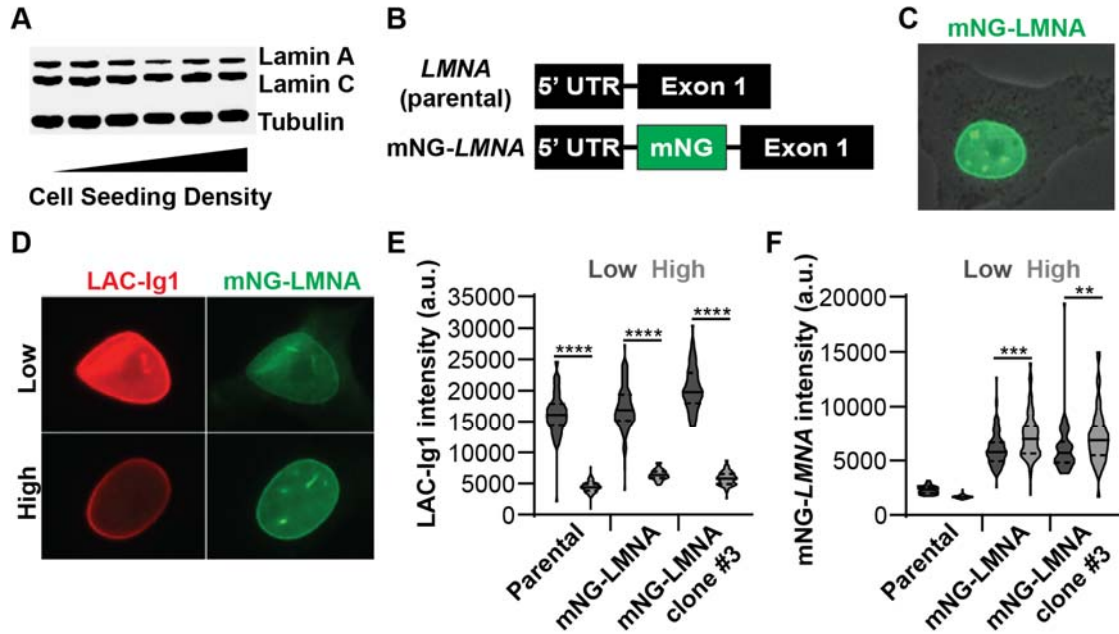 A
Lamin A
Lamin C
Tubulin
Cell Seeding Density
B
LMNA
(parental)
5' UTR
Exon 1
mNG-LMNA
5' UTR
mNG
Exon 1
C
mNG-LMNA
D
LAC-Ig1
mNG-LMNA
Low
High
E
Low High
LAC-Ig1 intensity (a.u.)
35000
30000
25000
20000
15000
10000
5000
0
****
****
****
Parental
mNG-LMNA
mNG-LMNA
clone #3
F
Low High
mNG-LMNA intensity (a.u.)
20000
15000
10000
5000
0
***
**
Parental
mNG-LMNA
mNG-LMNA
clone #3